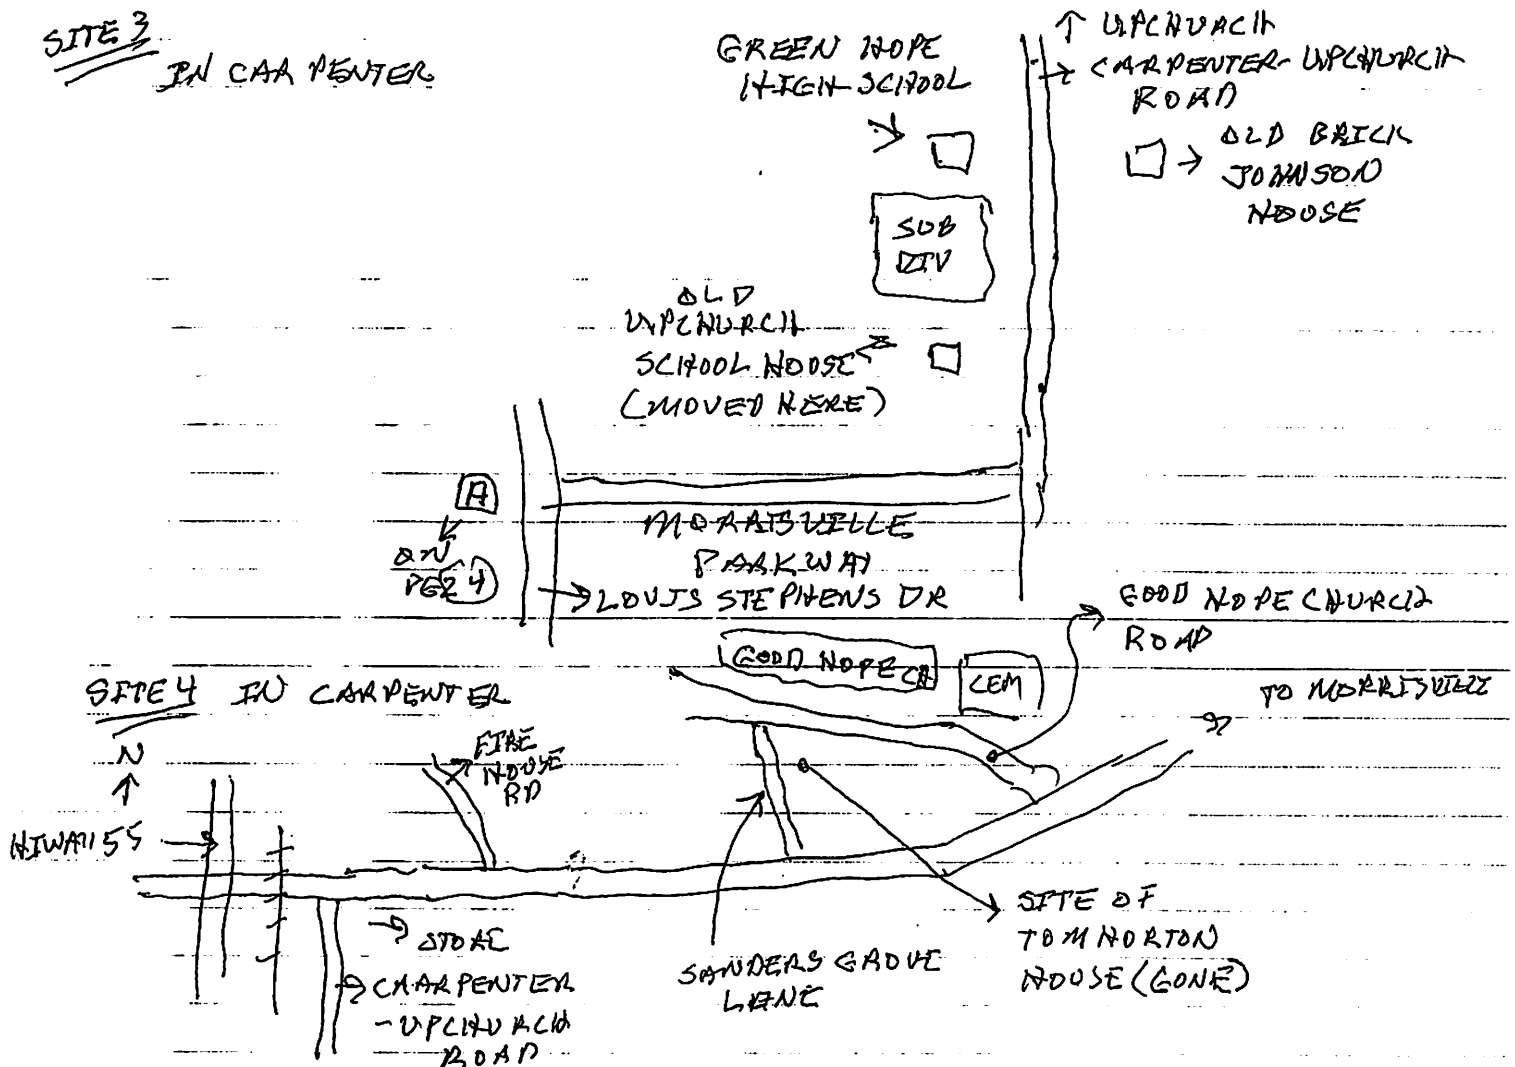 SITE 3
IN CARPENTER
GREEN HOPE
HIGH SCHOOL
↑ UPCHURCH
→ CARPENTER-UPCHURCH
ROAD
OLD BRICK
JOHNSON
HOUSE
SUB
DIV
OLD
UPCHURCH
SCHOOL HOUSE
(MOVED HERE)
A
ON
PG 24
MORRISVILLE
PARKWAY
LOUIS STEPHENS DR
GOOD HOPE CHURCH
ROAD
GOOD HOPE CH
CEM
SITE 4 IN CARPENTER
TO MORRISVILLE
N
FIRE
HOUSE
RD
HIWAY 55
STORE
CARPENTER
-UPCHURCH
ROAD
SANDERS GROVE
LANE
SITE OF
TOM HORTON
HOUSE (GONE)